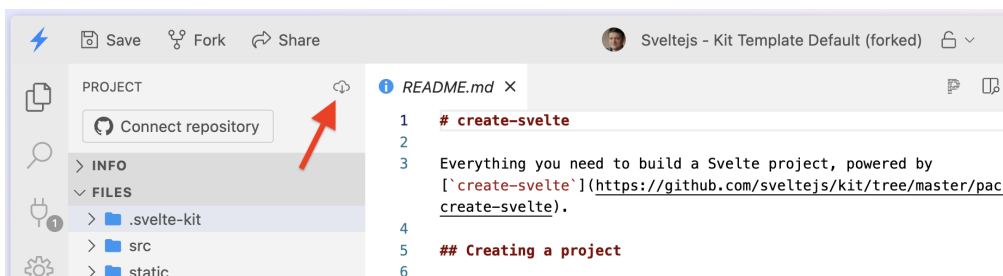 Save Fork Share Sveltejs - Kit Template Default (forked)
PROJECT
README.md
Connect repository
INFO
FILES
1
.svelte-kit
src
static
1 # create-svelte
2
3 Everything you need to build a Svelte project, powered by
[`create-svelte`](https://github.com/sveltejs/kit/tree/master/pac
create-svelte).
4
5 ## Creating a project
6